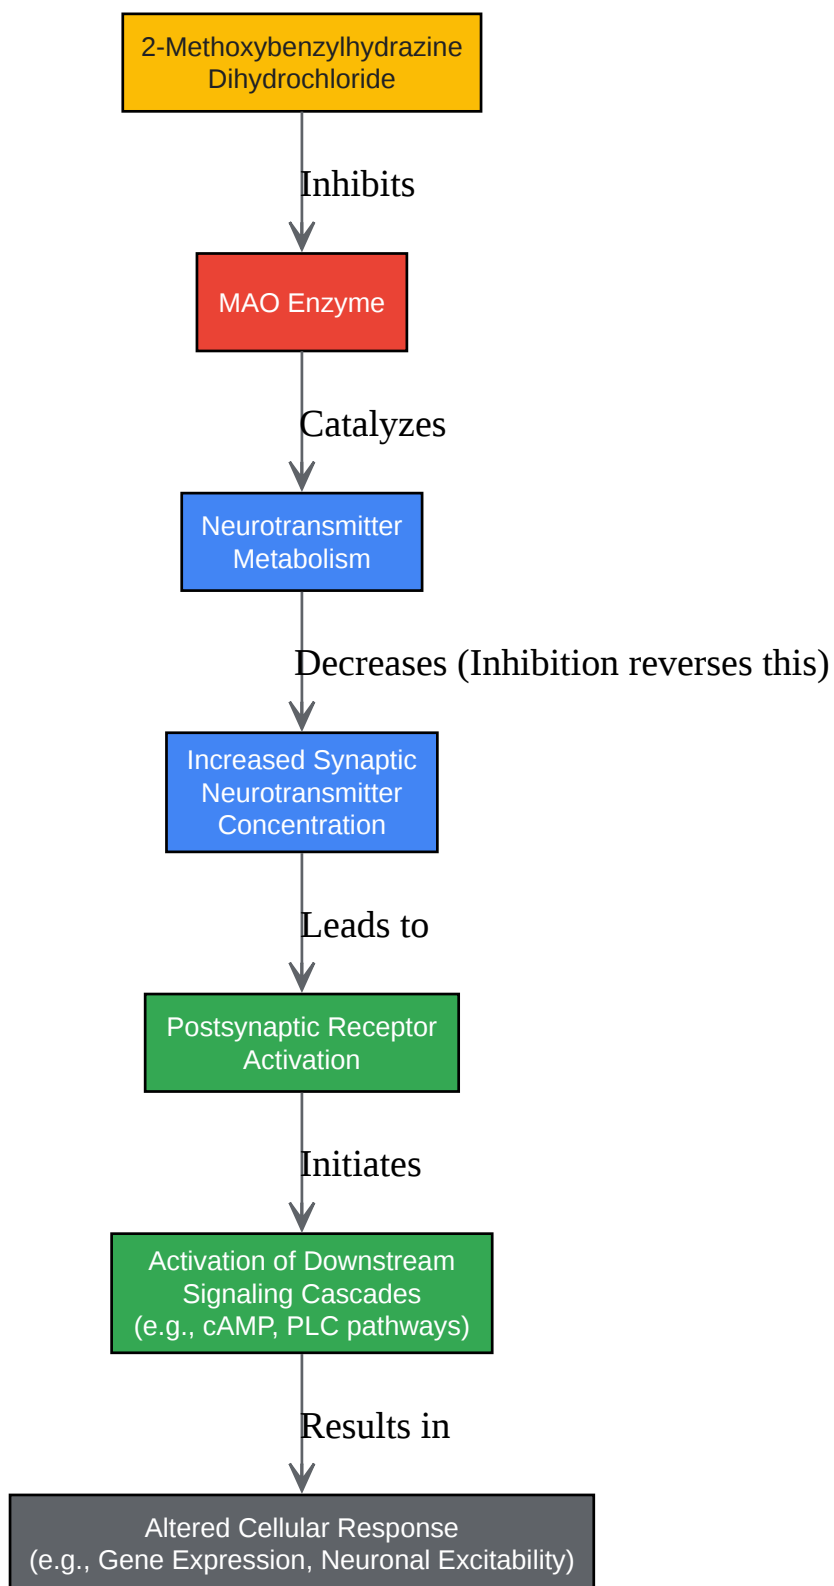 2-Methoxybenzylhydrazine
Dihydrochloride
Inhibits
MAO Enzyme
Catalyzes
Neurotransmitter
Metabolism
Decreases (Inhibition reverses this)
Increased Synaptic
Neurotransmitter
Concentration
Leads to
Postsynaptic Receptor
Activation
Initiates
Activation of Downstream
Signaling Cascades
(e.g., cAMP, PLC pathways)
Results in
Altered Cellular Response
(e.g., Gene Expression, Neuronal Excitability)